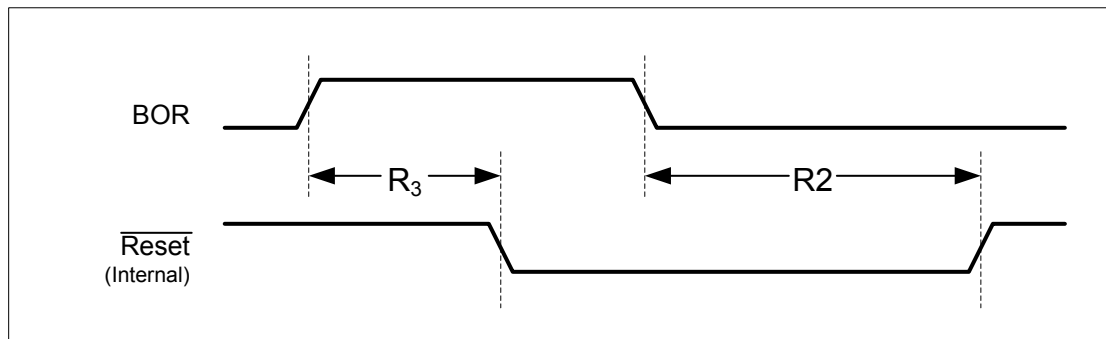 BOR
R₃
R2
Reset
(Internal)